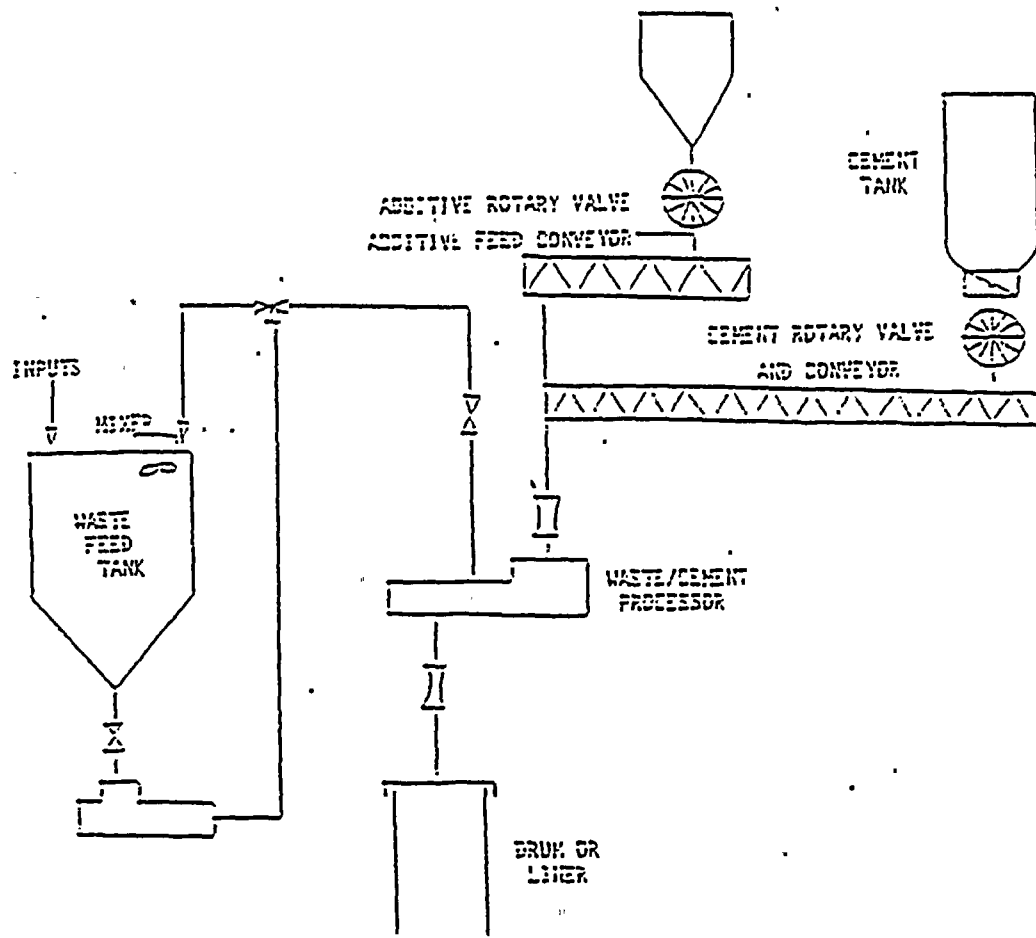 CEMENT
TANK
ADDITIVE ROTARY VALVE
ADDITIVE FEED CONVEYOR
CEMENT ROTARY VALVE
AND CONVEYOR
INPUTS
MIXER
WASTE
FEED
TANK
WASTE/CEMENT
PROCESSOR
DRUM OR
LINER